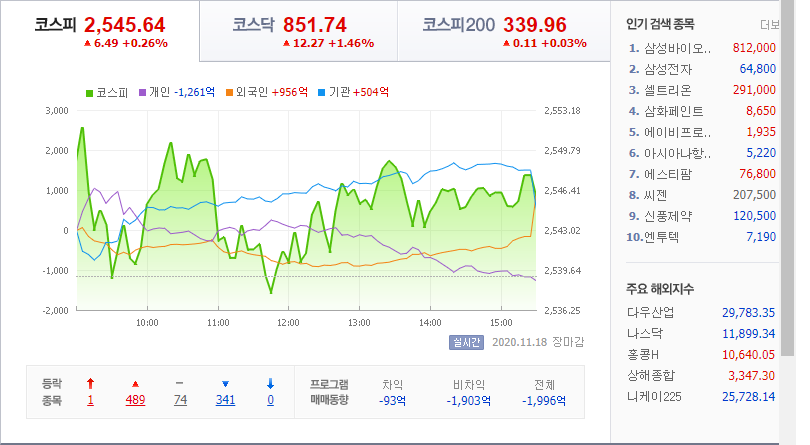 코스피 2,545.64
▲ 6.49 +0.26%
코스닥 851.74
▲ 12.27 +1.46%
코스피200 339.96
▲ 0.11 +0.03%
코스피 개인 -1,261억 외국인 +956억 기관 +504억
3,000
2,000
1,000
0
-1,000
-2,000
2,553.18
2,549.79
2,546.41
2,543.02
2,539.64
2,536.25
10:00 11:00 12:00 13:00 14:00 15:00
실시간 2020.11.18 장마감
등락
종목
↑ ▲ － ▼ ↓
1 489 74 341 0
프로그램
매매동향
차익 비차익 전체
-93억 -1,903억 -1,996억
인기 검색 종목 더보
1. 삼성바이오.. 812,000
2. 삼성전자 64,800
3. 셀트리온 291,000
4. 삼화페인트 8,650
5. 에이비프로.. 1,935
6. 아시아나항.. 5,220
7. 에스티팜 76,800
8. 씨젠 207,500
9. 신풍제약 120,500
10. 엔투텍 7,190
주요 해외지수
다우산업 29,783.35
나스닥 11,899.34
홍콩H 10,640.05
상해종합 3,347.30
니케이225 25,728.14